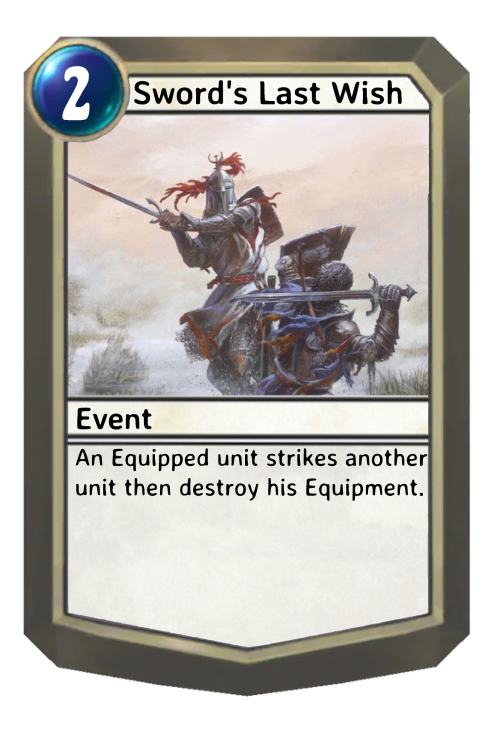 2
Sword's Last Wish
Event
An Equipped unit strikes another
unit then destroy his Equipment.